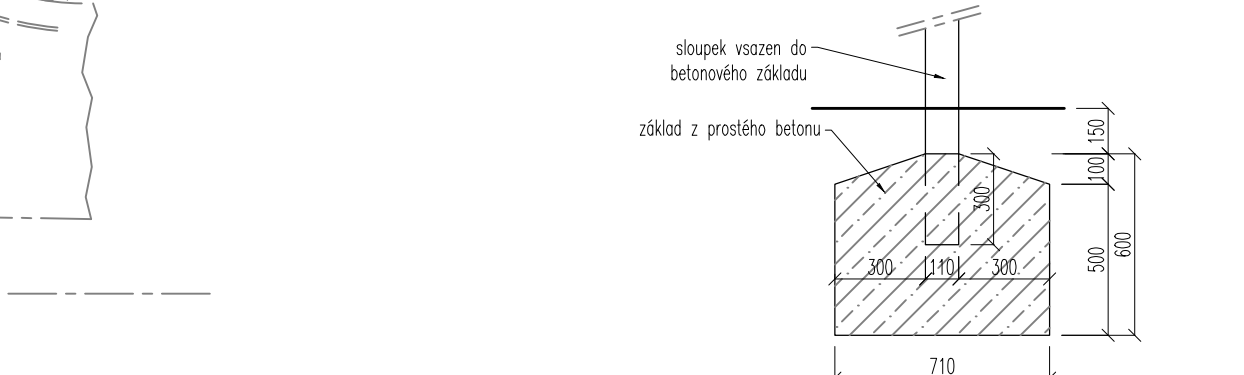 sloupek vsazen do
betonového základu
základ z prostého betonu
150
100
300
500
600
300 110 300
710